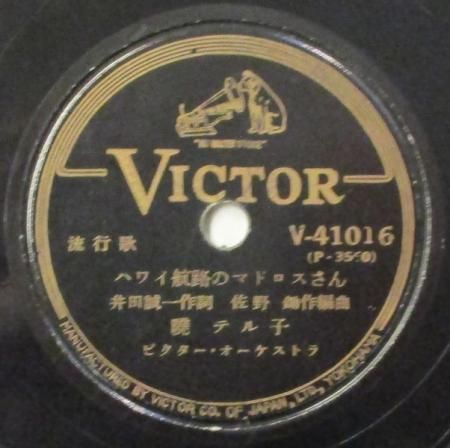 "HIS MASTER'S VOICE"
VICTOR
流行歌
V-41016
(P-3560)
ハワイ航路のマドロスさん
井田誠一作詞 佐野 鋤作編曲
暁 テル子
ビクター・オーケストラ
MANUFACTURED BY VICTOR CO. OF JAPAN, LTD., YOKOHAMA